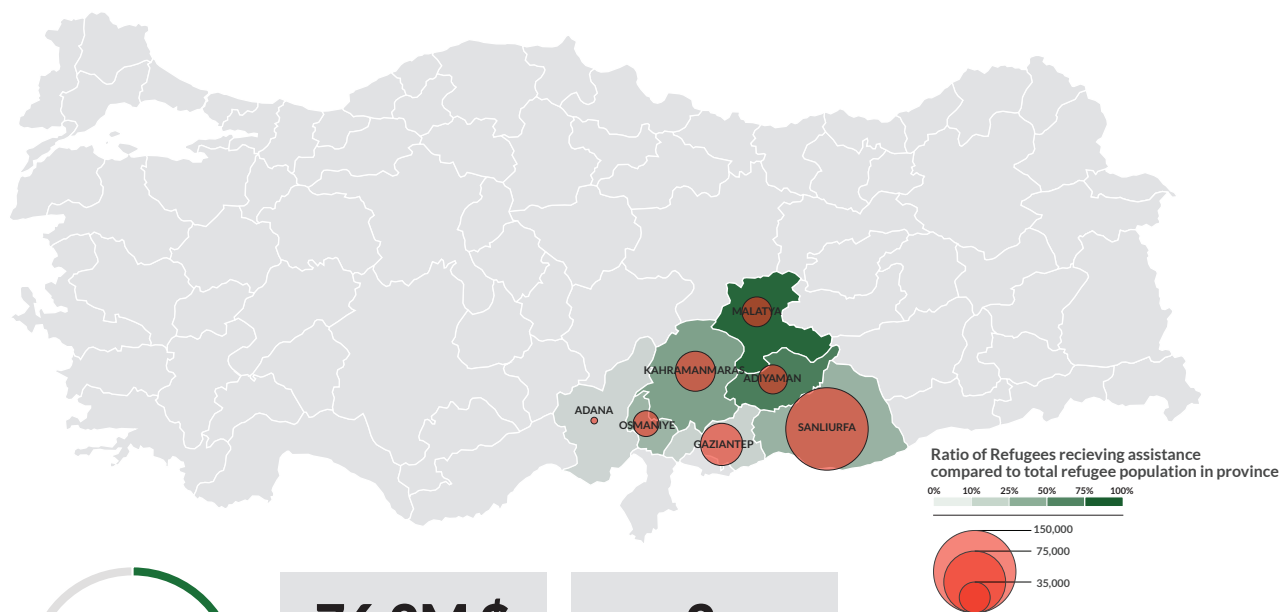 MALATYA
KAHRAMANMARAS
ADIYAMAN
ADANA
OSMANIYE
SANLIURFA
GAZIANTEP
Ratio of Refugees recieving assistance
compared to total refugee population in province
0% 10% 25% 50% 75% 100%
150,000
75,000
35,000